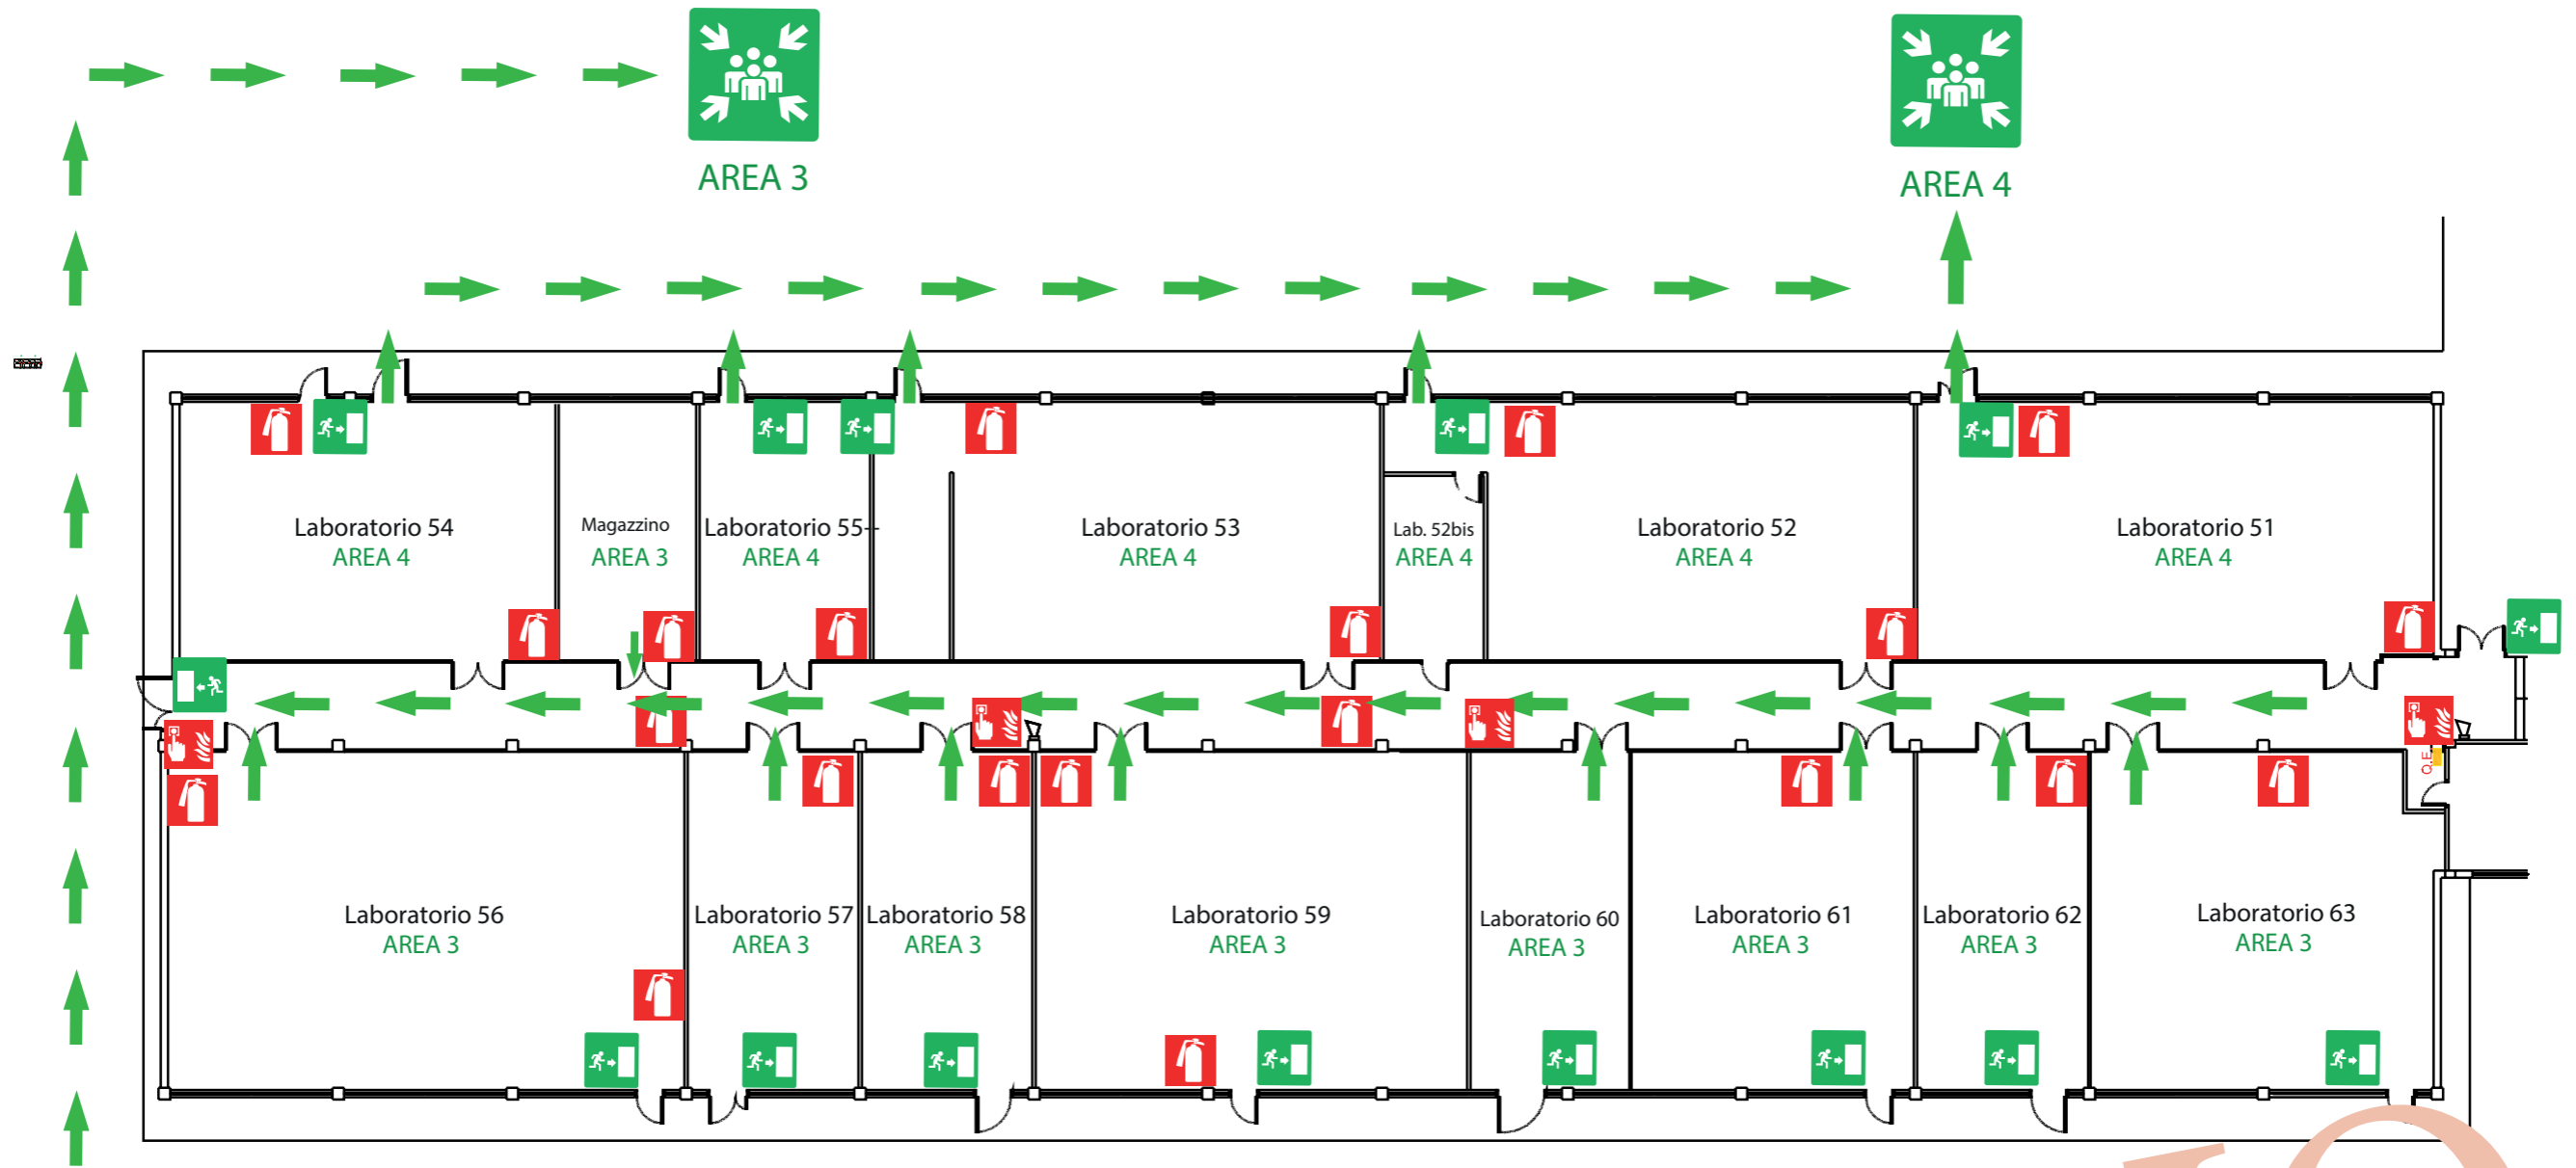 AREA 3
AREA 4
Laboratorio 54
AREA 4
Magazzino
AREA 3
Laboratorio 55
AREA 4
Laboratorio 53
AREA 4
Lab. 52bis
AREA 4
Laboratorio 52
AREA 4
Laboratorio 51
AREA 4
Q.E.
Laboratorio 56
AREA 3
Laboratorio 57
AREA 3
Laboratorio 58
AREA 3
Laboratorio 59
AREA 3
Laboratorio 60
AREA 3
Laboratorio 61
AREA 3
Laboratorio 62
AREA 3
Laboratorio 63
AREA 3